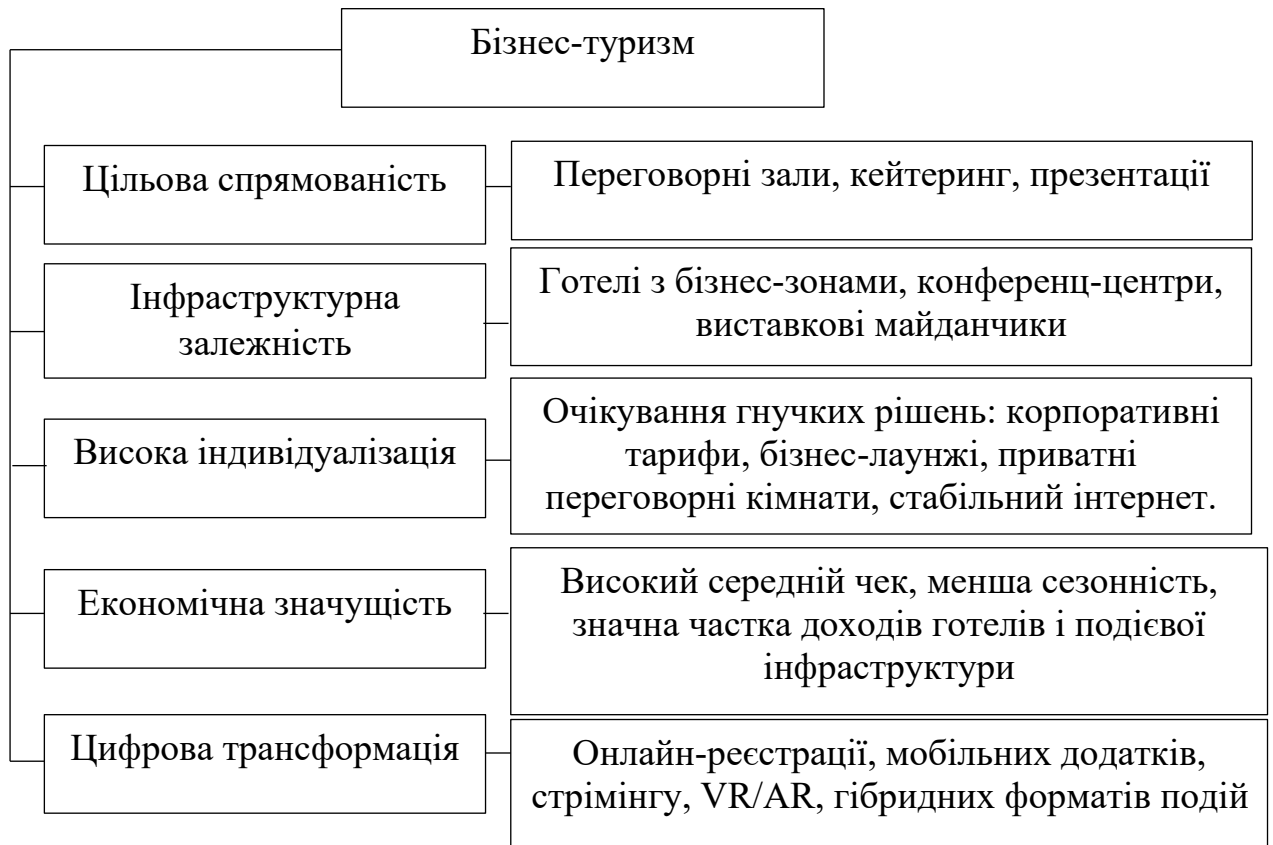 Бізнес-туризм
Цільова спрямованість
Переговорні зали, кейтеринг, презентації
Інфраструктурна
залежність
Готелі з бізнес-зонами, конференц-центри,
виставкові майданчики
Висока індивідуалізація
Очікування гнучких рішень: корпоративні
тарифи, бізнес-лаунжі, приватні
переговорні кімнати, стабільний інтернет.
Економічна значущість
Високий середній чек, менша сезонність,
значна частка доходів готелів і подієвої
інфраструктури
Цифрова трансформація
Онлайн-реєстрації, мобільних додатків,
стрімінгу, VR/AR, гібридних форматів подій